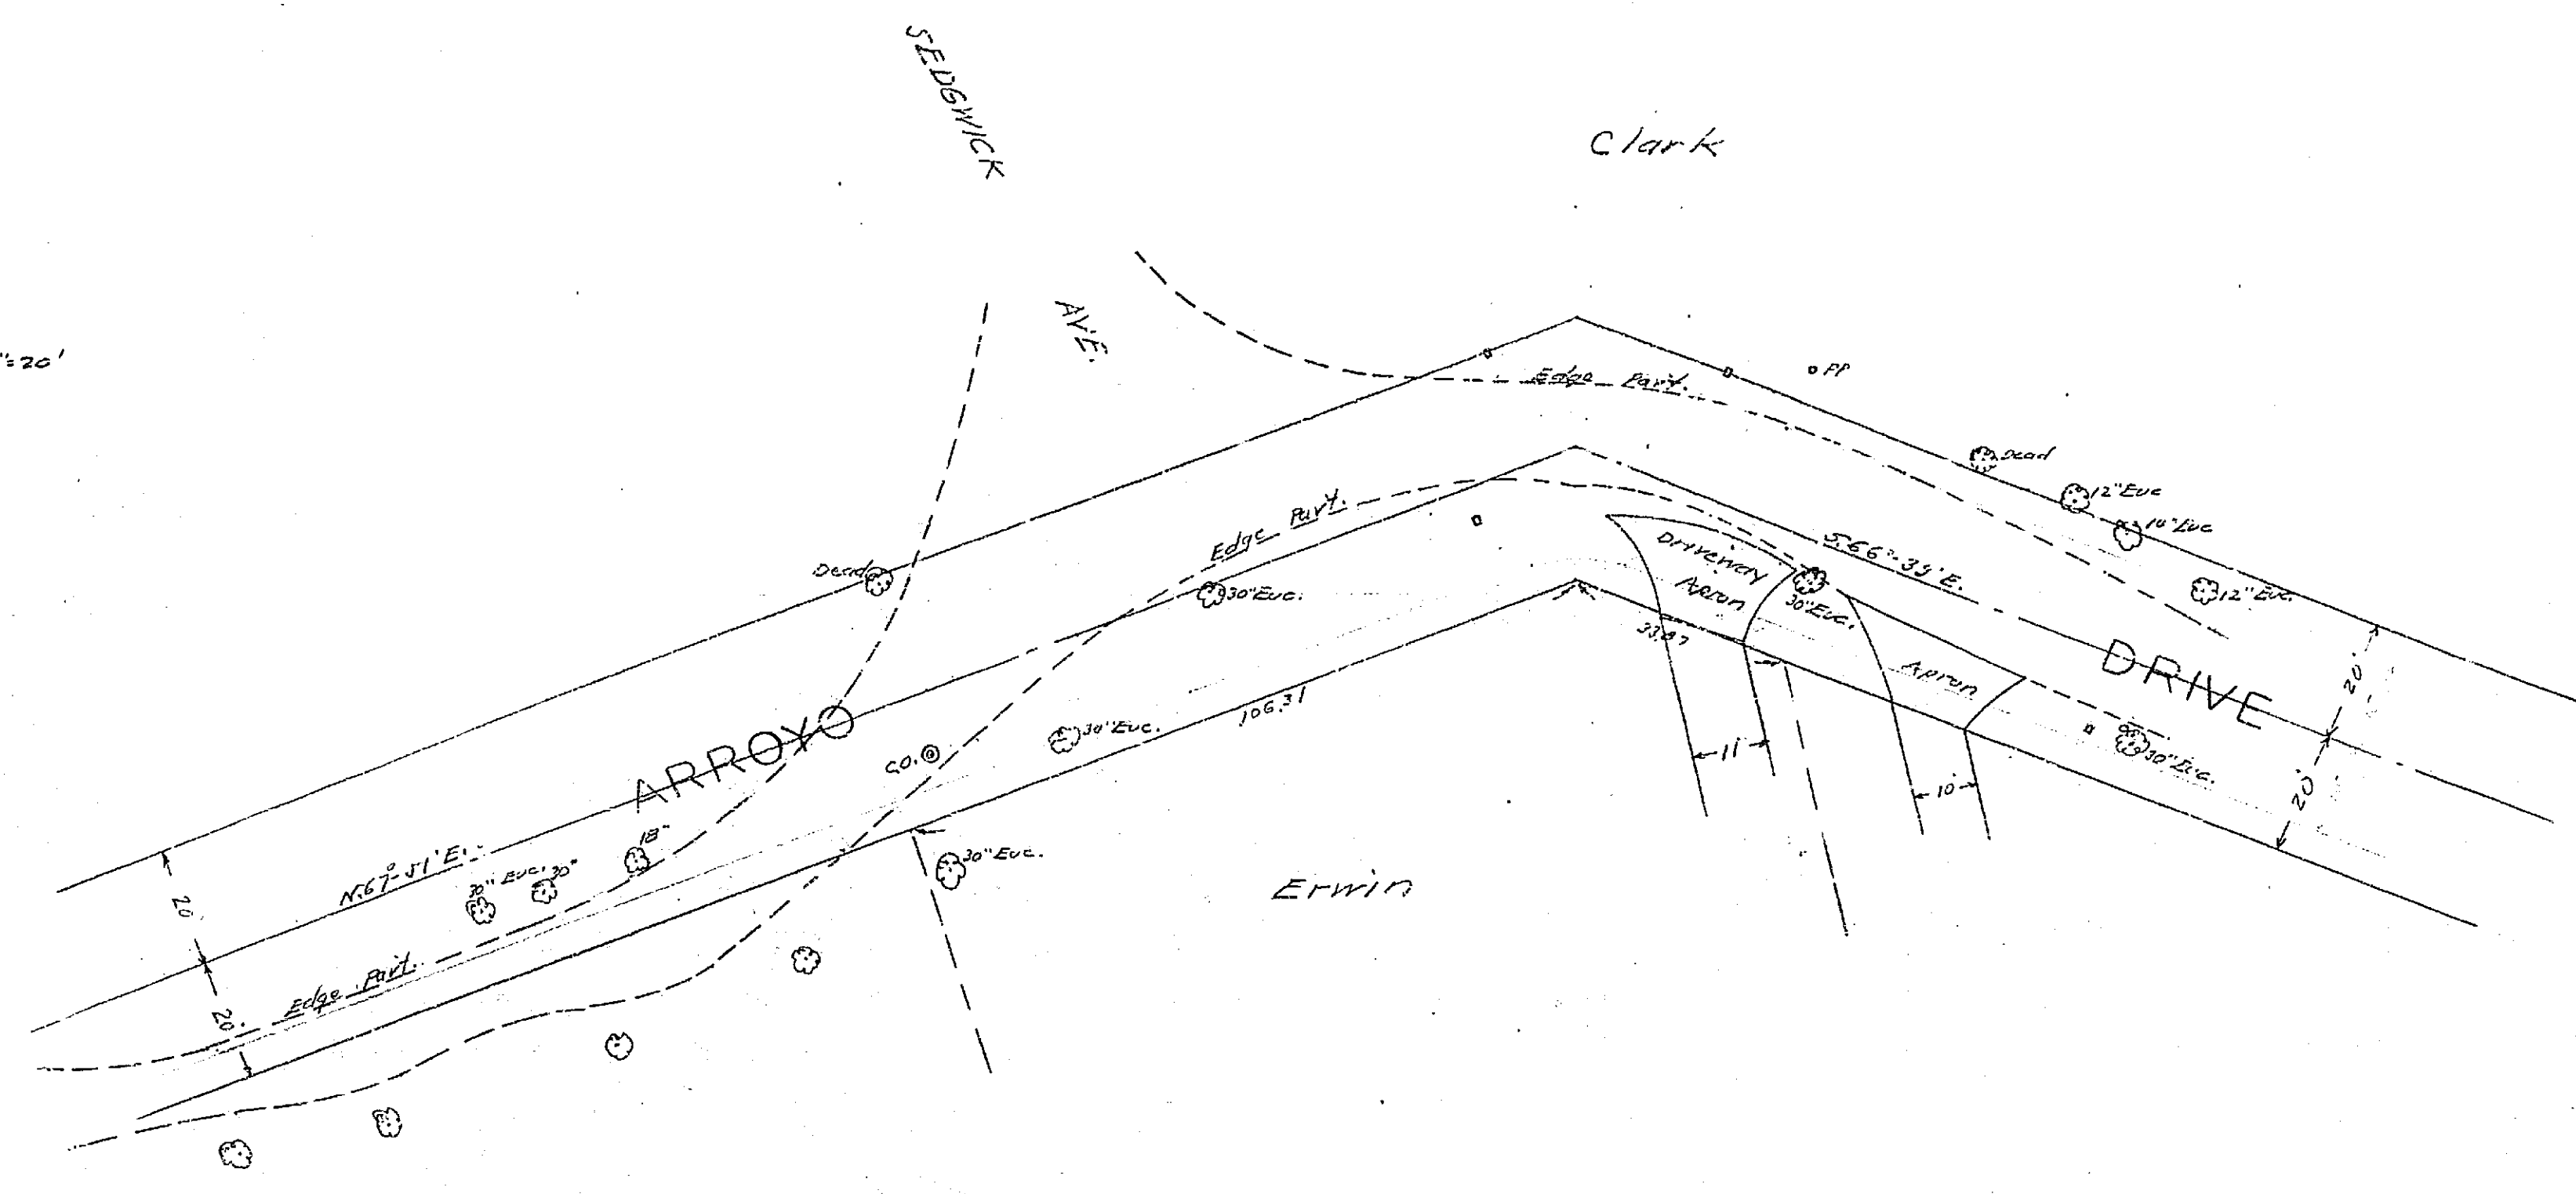 SEDGWICK
AVE.
Clark
"=20'
Edge Pav't.
PP
Dead
12" Euc
10" Euc
12" Euc.
Edge Pav't.
S.66°-39'E.
Driveway
Apron
30" Euc.
33.87
Dead
30" Euc.
Apron
DRIVE
20'
20'
30" Euc.
106.31
30" Euc.
ARROYO
C.O.
11'
10'
18"
30" Euc.
30"
30" Euc.
Erwin
N.67°-51'E.
20'
20'
Edge Pav't.